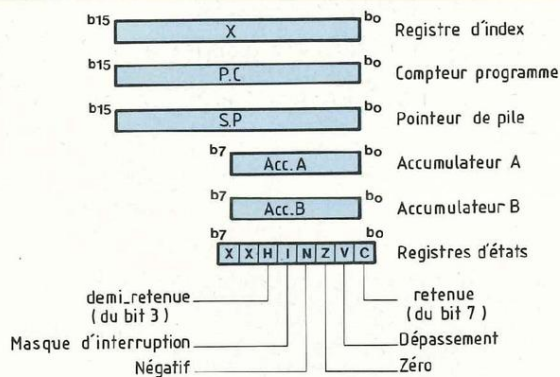 b15 X b0 Registre d'index
b15 P.C b0 Compteur programme
b15 S.P b0 Pointeur de pile
b7 Acc.A b0 Accumulateur A
b7 Acc.B b0 Accumulateur B
b7 b0
X X H I N Z V C Registres d'états
demi_retenue
(du bit 3)
retenue
(du bit 7)
Masque d'interruption
Dépassement
Négatif
Zéro